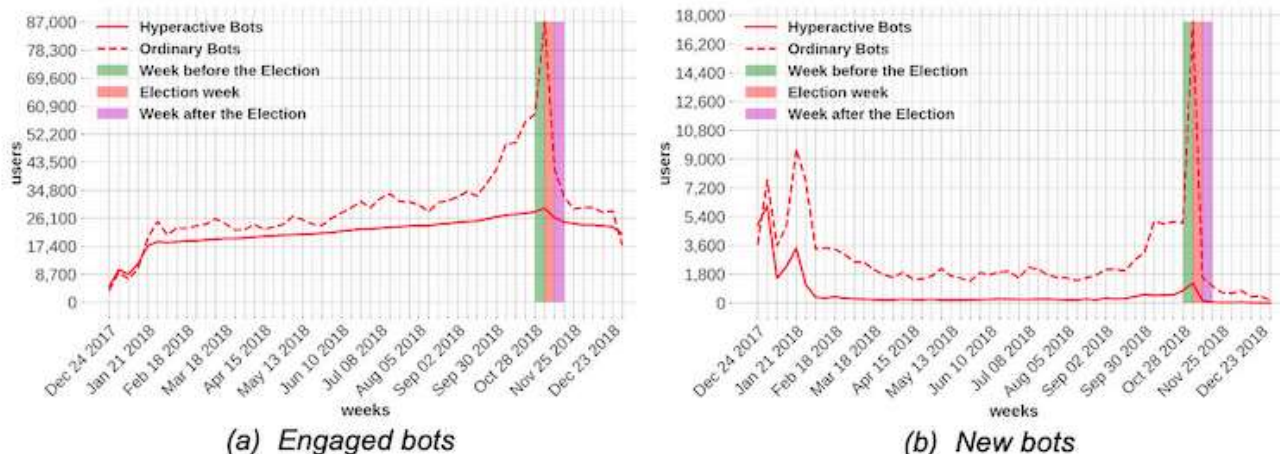 (a)
87,000
78,300
69,600
60,900
52,200
43,500
34,800
26,100
17,400
8,700
0
users
Hyperactive Bots
Ordinary Bots
Week before the Election
Election week
Week after the Election
Dec 24 2017
Jan 21 2018
Feb 18 2018
Mar 18 2018
Apr 15 2018
May 13 2018
Jun 10 2018
Jul 08 2018
Aug 05 2018
Sep 02 2018
Sep 30 2018
Oct 28 2018
Nov 25 2018
Dec 23 2018
weeks
(a) Engaged bots
(b)
18,000
16,200
14,400
12,600
10,800
9,000
7,200
5,400
3,600
1,800
0
users
Hyperactive Bots
Ordinary Bots
Week before the Election
Election week
Week after the Election
Dec 24 2017
Jan 21 2018
Feb 18 2018
Mar 18 2018
Apr 15 2018
May 13 2018
Jun 10 2018
Jul 08 2018
Aug 05 2018
Sep 02 2018
Sep 30 2018
Oct 28 2018
Nov 25 2018
Dec 23 2018
weeks
(b) New bots